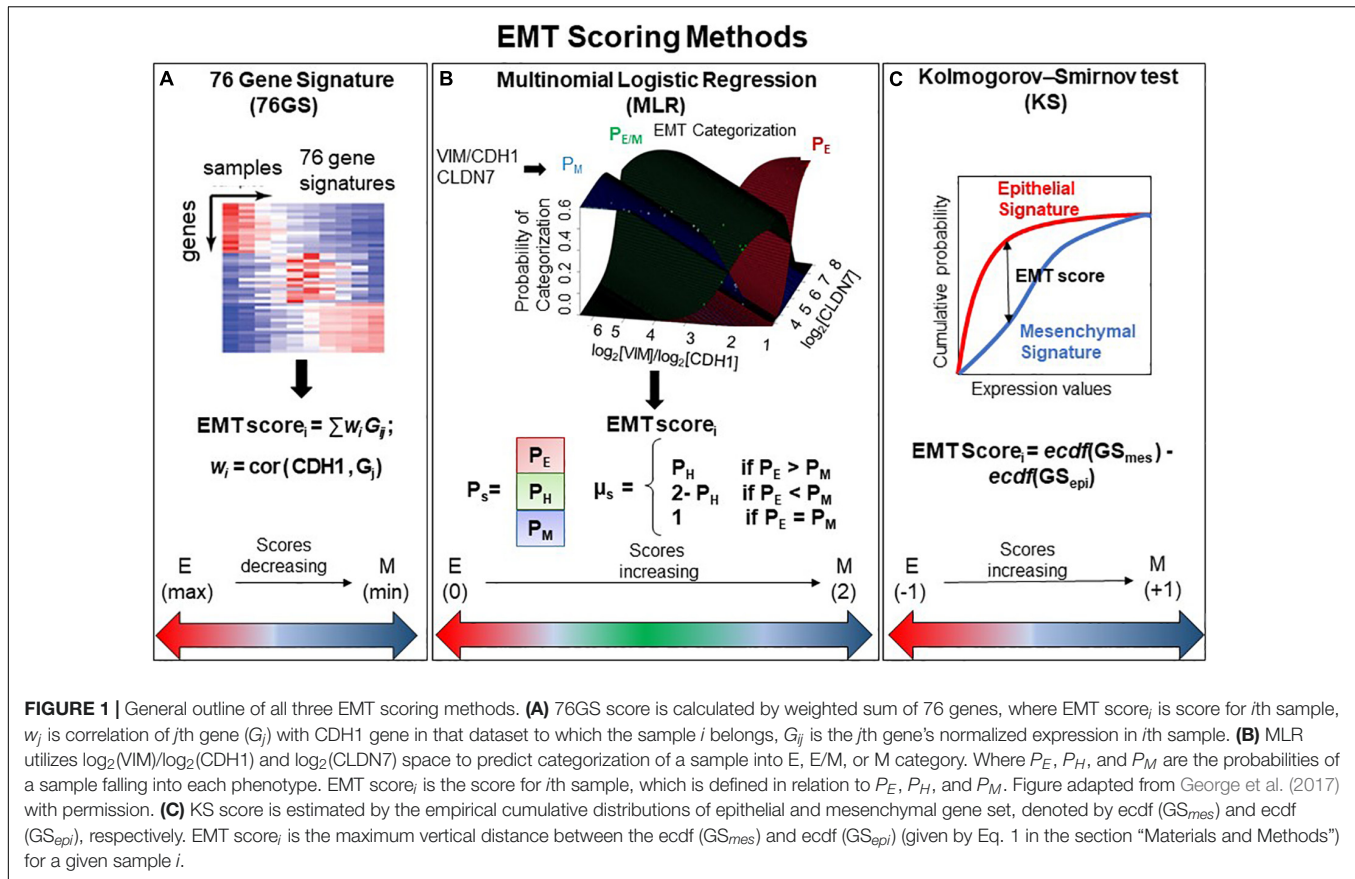 EMT Scoring Methods
A
76 Gene Signature
(76GS)
samples
76 gene
signatures
genes
EMT scoreᵢ = ∑ wᵢ Gᵢⱼ;
wᵢ = cor(CDH1, Gⱼ)
Scores
decreasing
E
(max)
M
(min)
B
Multinomial Logistic Regression
(MLR)
VIM/CDH1
CLDN7
P_M
P_E/M
EMT Categorization
P_E
Probability of
Categorization
0.6
0.4
0.2
0.0
6 5 4 3 2 1
log₂[VIM]/log₂[CDH1]
4 5 6 7 8
log₂[CLDN7]
EMT scoreᵢ
P_s =
P_E
P_H
P_M
μ_s =
P_H if P_E > P_M
2- P_H if P_E < P_M
1 if P_E = P_M
Scores
increasing
E
(0)
M
(2)
C
Kolmogorov–Smirnov test
(KS)
Cumulative probability
Epithelial
Signature
EMT score
Mesenchymal
Signature
Expression values
EMT Scoreᵢ = ecdf(GS_mes) -
ecdf(GS_epi)
Scores
increasing
E
(-1)
M
(+1)
FIGURE 1 | General outline of all three EMT scoring methods. (A) 76GS score is calculated by weighted sum of 76 genes, where EMT scoreᵢ is score for ith sample,
wⱼ is correlation of jth gene (Gⱼ) with CDH1 gene in that dataset to which the sample i belongs, Gᵢⱼ is the jth gene's normalized expression in ith sample. (B) MLR
utilizes log₂(VIM)/log₂(CDH1) and log₂(CLDN7) space to predict categorization of a sample into E, E/M, or M category. Where P_E, P_H, and P_M are the probabilities of
a sample falling into each phenotype. EMT scoreᵢ is the score for ith sample, which is defined in relation to P_E, P_H, and P_M. Figure adapted from George et al. (2017)
with permission. (C) KS score is estimated by the empirical cumulative distributions of epithelial and mesenchymal gene set, denoted by ecdf (GS_mes) and ecdf
(GS_epi), respectively. EMT scoreᵢ is the maximum vertical distance between the ecdf (GS_mes) and ecdf (GS_epi) (given by Eq. 1 in the section "Materials and Methods")
for a given sample i.